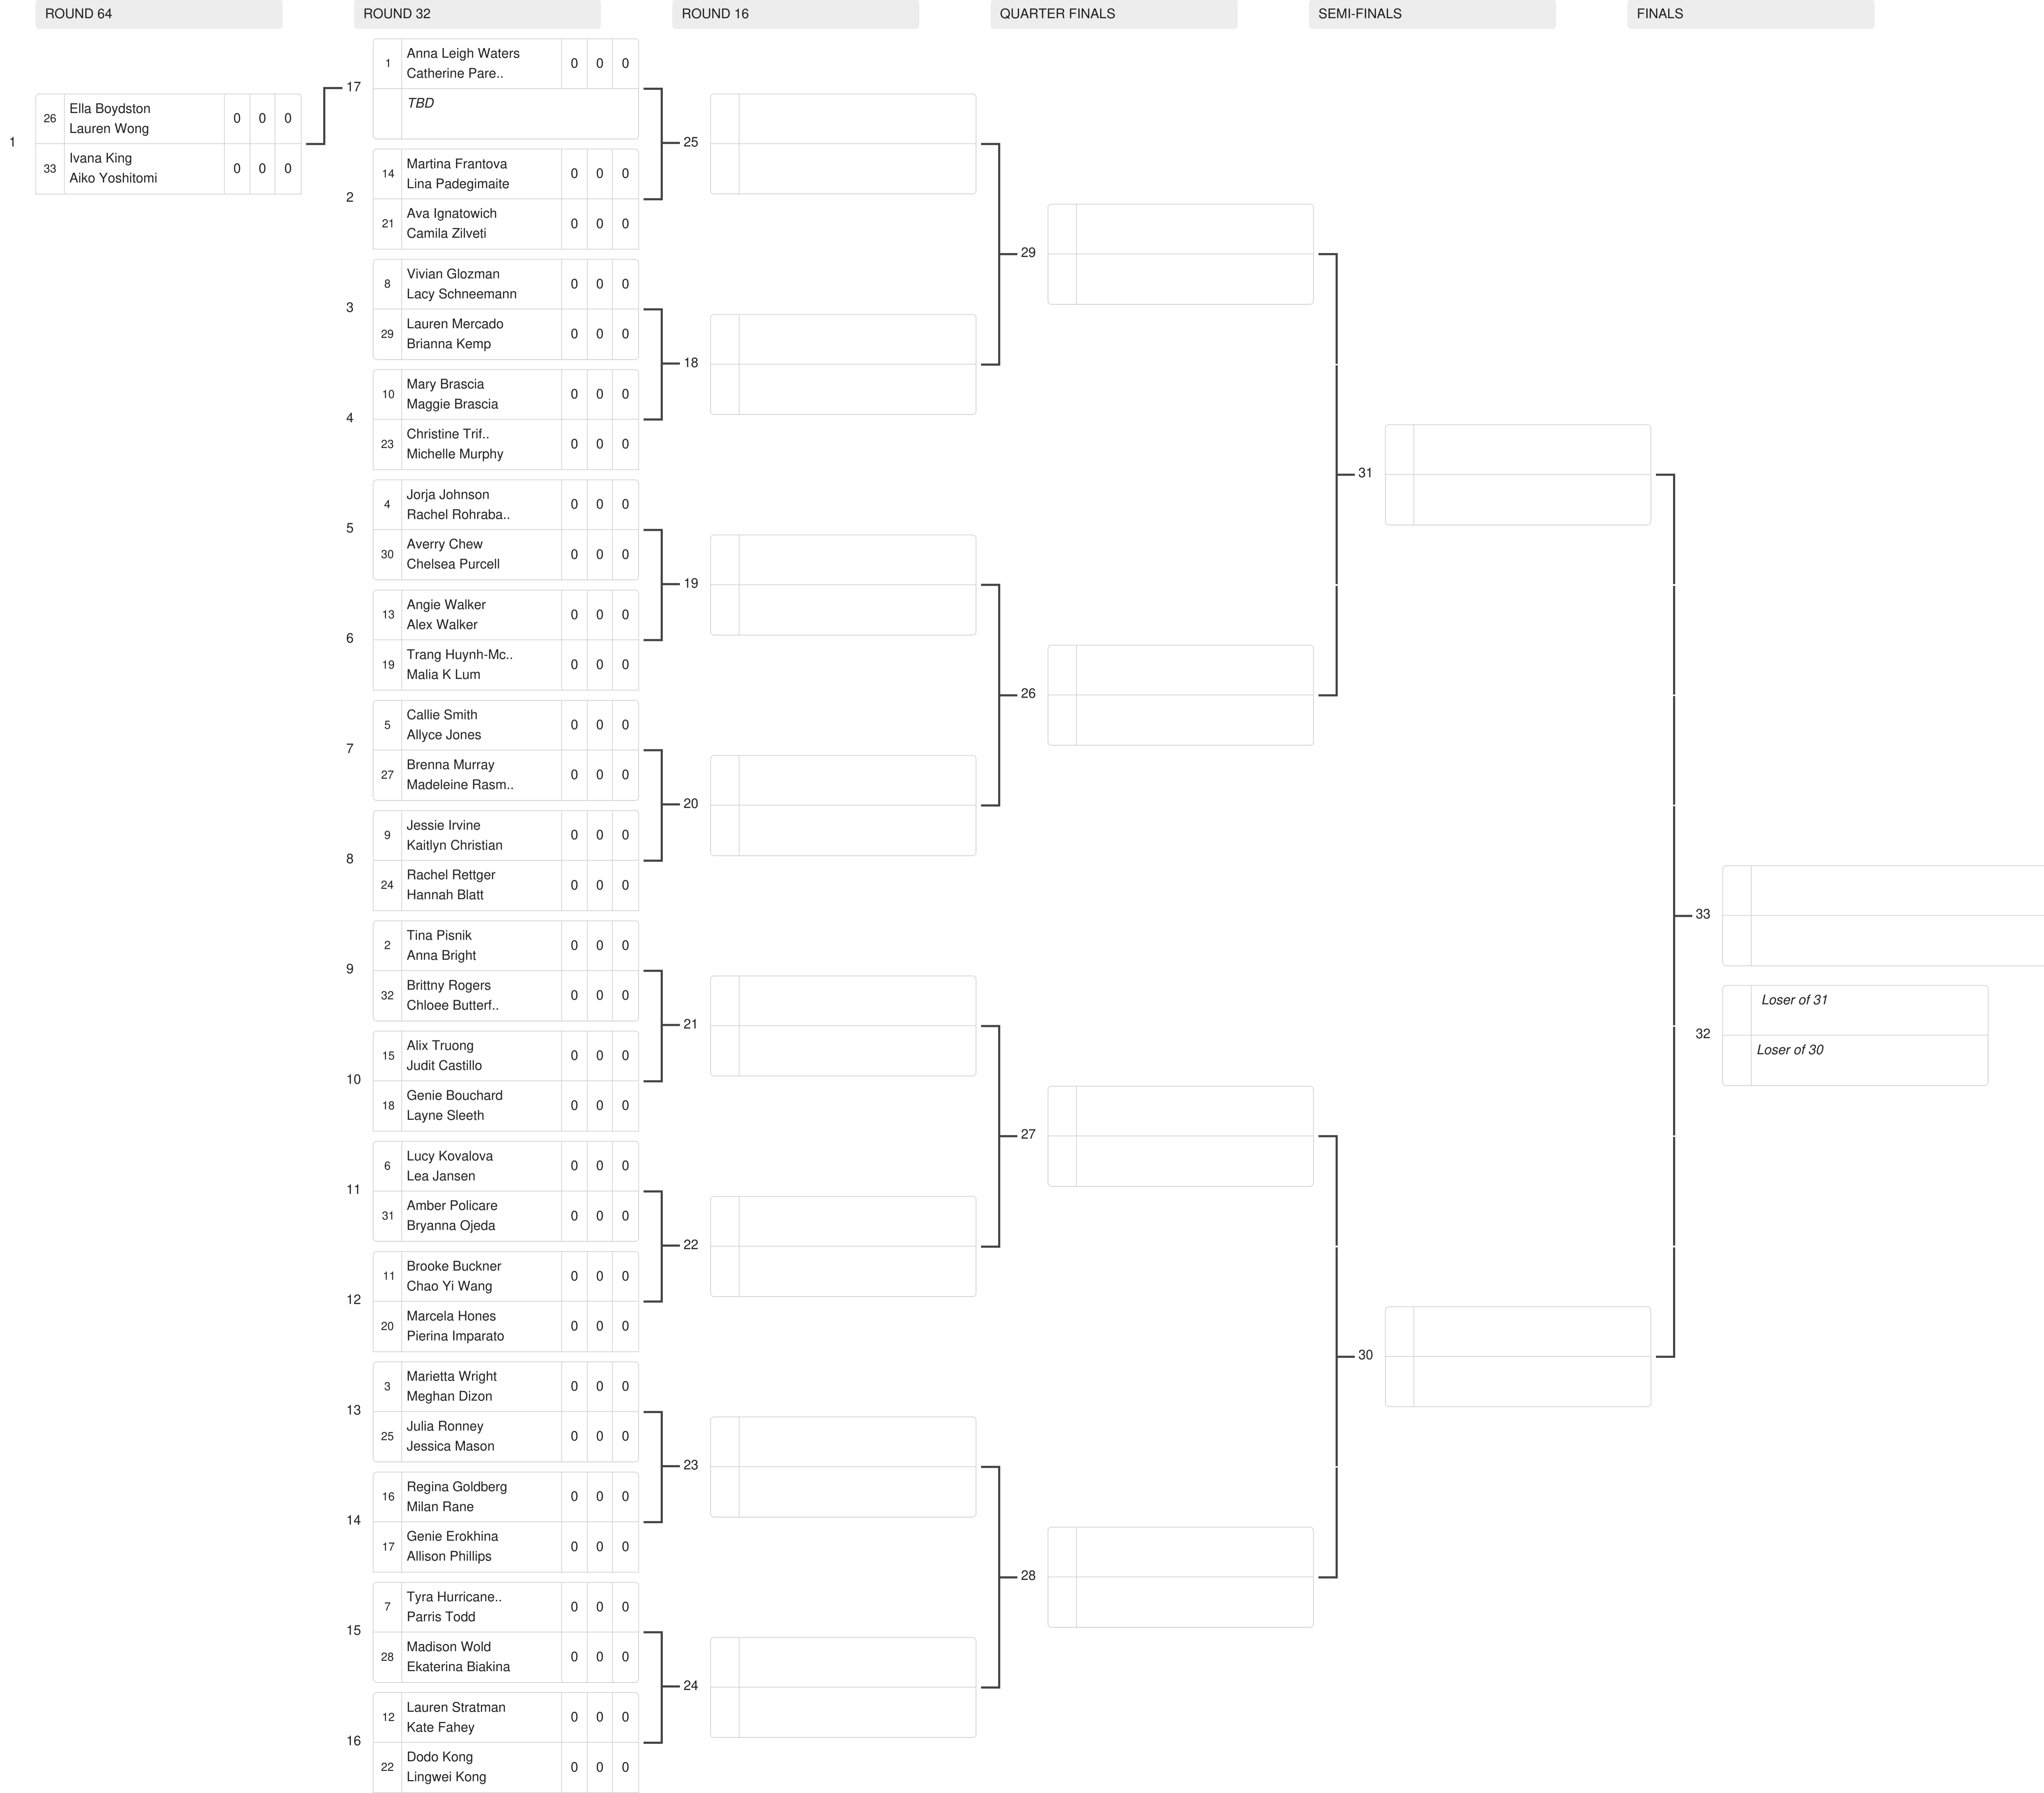 ROUND 64
ROUND 32
ROUND 16
QUARTER FINALS
SEMI-FINALS
FINALS
1
26 Ella Boydston 0 0 0
Lauren Wong
33 Ivana King 0 0 0
Aiko Yoshitomi
17
1 Anna Leigh Waters 0 0 0
Catherine Pare..
TBD
2
14 Martina Frantova 0 0 0
Lina Padegimaite
21 Ava Ignatowich 0 0 0
Camila Zilveti
3
8 Vivian Glozman 0 0 0
Lacy Schneemann
29 Lauren Mercado 0 0 0
Brianna Kemp
4
10 Mary Brascia 0 0 0
Maggie Brascia
23 Christine Trif.. 0 0 0
Michelle Murphy
5
4 Jorja Johnson 0 0 0
Rachel Rohraba..
30 Averry Chew 0 0 0
Chelsea Purcell
6
13 Angie Walker 0 0 0
Alex Walker
19 Trang Huynh-Mc.. 0 0 0
Malia K Lum
7
5 Callie Smith 0 0 0
Allyce Jones
27 Brenna Murray 0 0 0
Madeleine Rasm..
8
9 Jessie Irvine 0 0 0
Kaitlyn Christian
24 Rachel Rettger 0 0 0
Hannah Blatt
9
2 Tina Pisnik 0 0 0
Anna Bright
32 Brittny Rogers 0 0 0
Chloee Butterf..
10
15 Alix Truong 0 0 0
Judit Castillo
18 Genie Bouchard 0 0 0
Layne Sleeth
11
6 Lucy Kovalova 0 0 0
Lea Jansen
31 Amber Policare 0 0 0
Bryanna Ojeda
12
11 Brooke Buckner 0 0 0
Chao Yi Wang
20 Marcela Hones 0 0 0
Pierina Imparato
13
3 Marietta Wright 0 0 0
Meghan Dizon
25 Julia Ronney 0 0 0
Jessica Mason
14
16 Regina Goldberg 0 0 0
Milan Rane
17 Genie Erokhina 0 0 0
Allison Phillips
15
7 Tyra Hurricane.. 0 0 0
Parris Todd
28 Madison Wold 0 0 0
Ekaterina Biakina
16
12 Lauren Stratman 0 0 0
Kate Fahey
22 Dodo Kong 0 0 0
Lingwei Kong
25
18
19
20
21
22
23
24
29
26
27
28
31
30
33
32
Loser of 31
Loser of 30